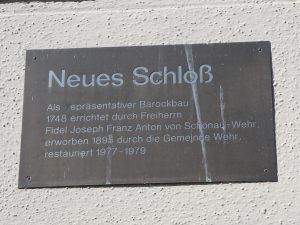 Neues Schloß
Als epräsentativer Barockbau
1748 errichtet durch Freiherrn
Fidel Joseph Franz Anton von Schönau-Wehr,
erworben 1895 durch die Gemeinde Wehr,
restauriert 1977-1979